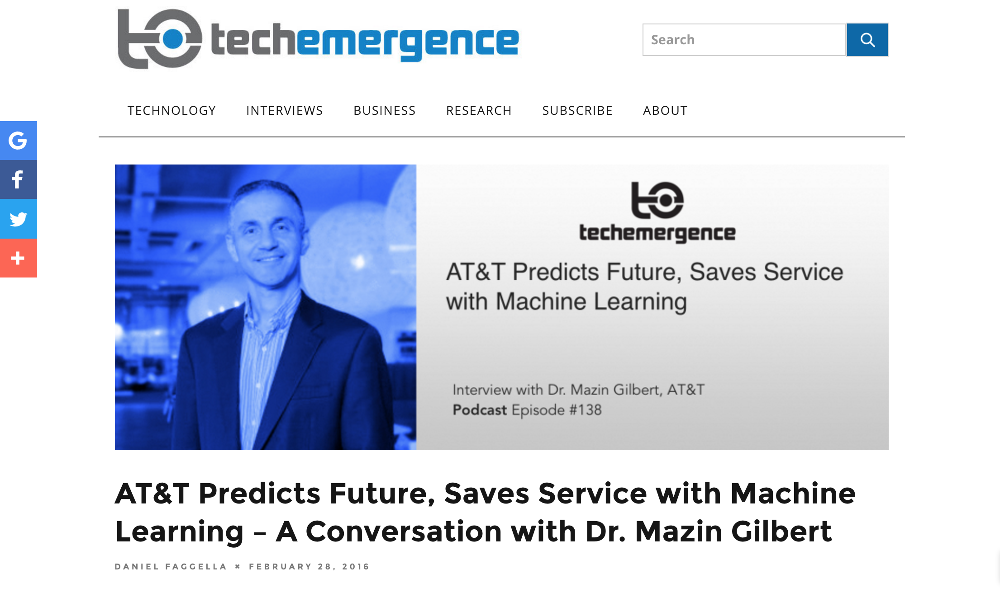 techemergence
Search
TECHNOLOGY INTERVIEWS BUSINESS RESEARCH SUBSCRIBE ABOUT
techemergence
AT&T Predicts Future, Saves Service
with Machine Learning
Interview with Dr. Mazin Gilbert, AT&T
Podcast Episode #138
AT&T Predicts Future, Saves Service with Machine
Learning – A Conversation with Dr. Mazin Gilbert
DANIEL FAGGELLA × FEBRUARY 28, 2016